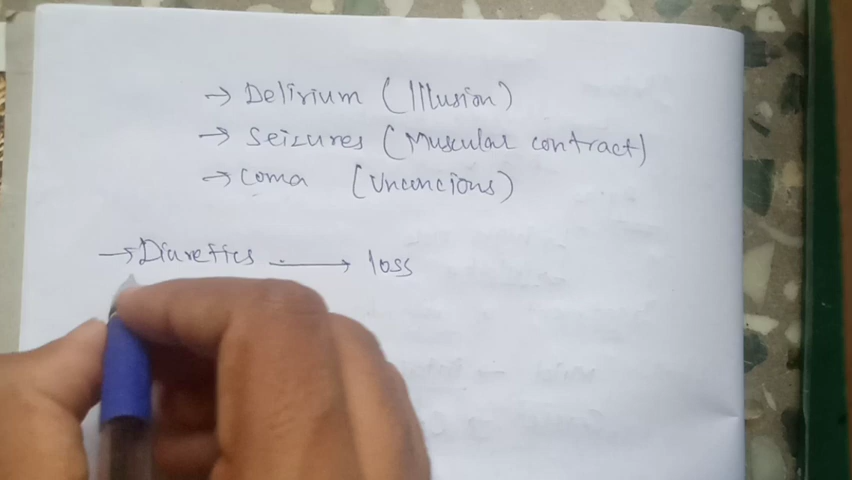 → Delirium (Illusion)
→ Seizures (Muscular contract)
→ Coma (Unconcious)
→ Diuretics → loss